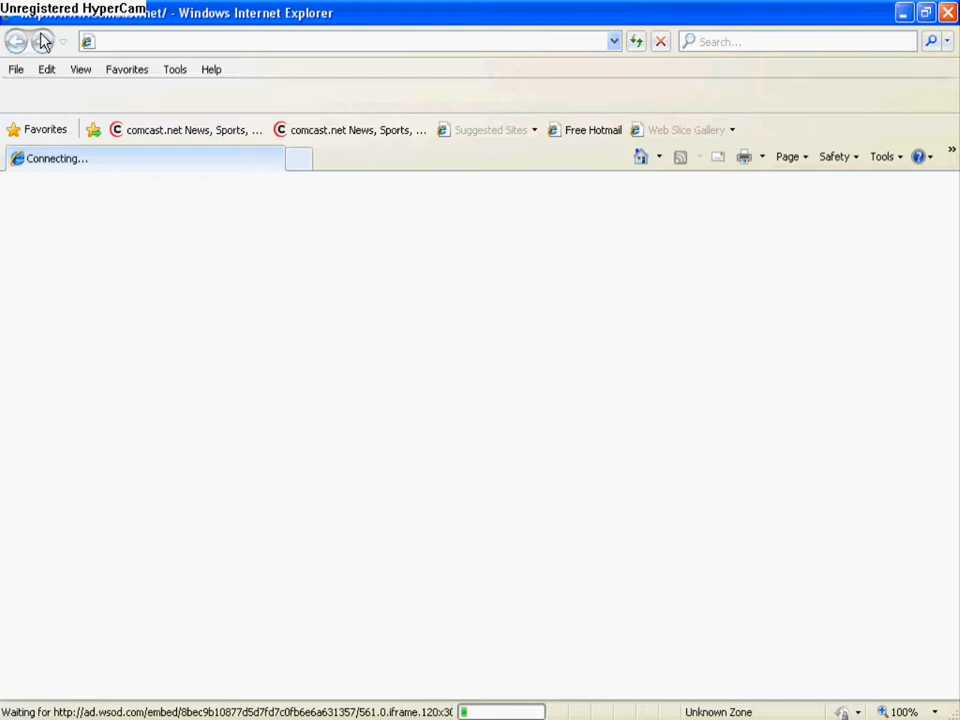 Unregistered HyperCam
net/ - Windows Internet Explorer
Search...
File Edit View Favorites Tools Help
Favorites comcast.net News, Sports, ... comcast.net News, Sports, ... Suggested Sites Free Hotmail Web Slice Gallery
Connecting... Page Safety Tools »
Waiting for http://ad.wsod.com/embed/8bec9b10877d5d7fd7c0fb6e6a631357/561.0.iframe.120x30 Unknown Zone 100%